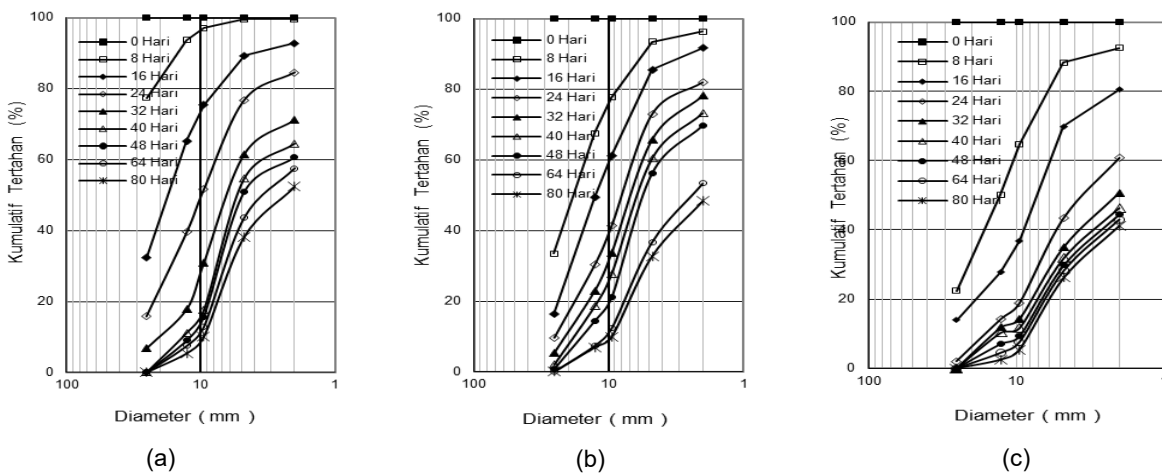 Kumulatif Tertahan (%)
100
80
60
40
20
0
0 Hari
8 Hari
16 Hari
24 Hari
32 Hari
40 Hari
48 Hari
64 Hari
80 Hari
100
10
1
Diameter ( mm )
(a)
Kumulatif Tertahan (%)
100
80
60
40
20
0
0 Hari
8 Hari
16 Hari
24 Hari
32 Hari
40 Hari
48 Hari
64 Hari
80 Hari
100
10
1
Diameter ( mm )
(b)
Kumulatif Tertahan (%)
100
80
60
40
20
0
0 Hari
8 Hari
16 Hari
24 Hari
32 Hari
40 Hari
48 Hari
64 Hari
80 Hari
100
10
1
Diameter ( mm )
(c)